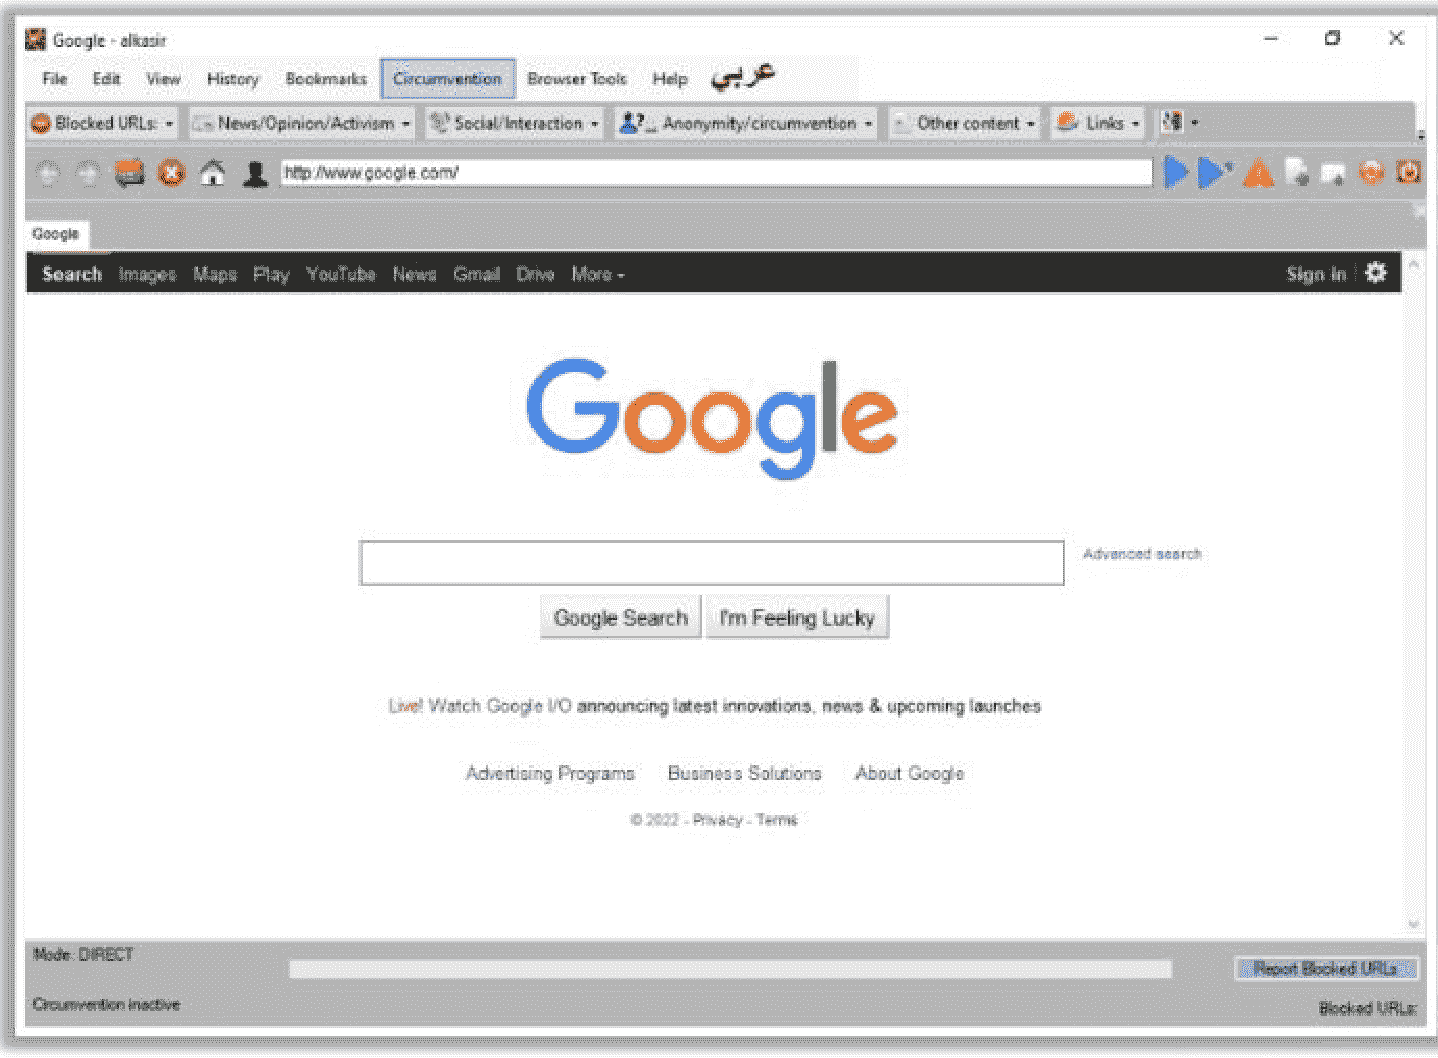 Google - alkasir
File Edit View History Bookmarks Circumvention Browser Tools Help عربي
Blocked URLs: News/Opinion/Activism Social/Interaction Anonymity/circumvention Other content Links
http://www.google.com/
Google
Search Images Maps Play YouTube News Gmail Drive More Sign in
Google
Advanced search
Google Search I'm Feeling Lucky
Live! Watch Google I/O announcing latest innovations, news & upcoming launches
Advertising Programs Business Solutions About Google
© 2022 - Privacy - Terms
Mode: DIRECT
Report Blocked URLs
Circumvention inactive
Blocked URLs: